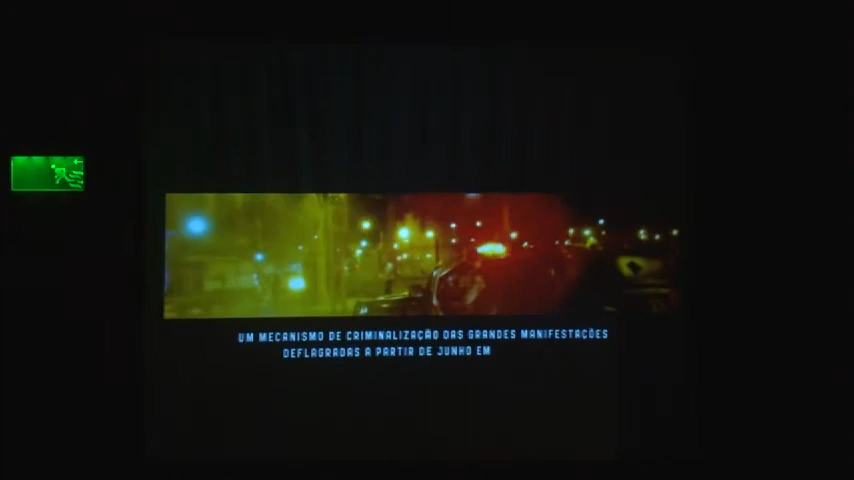 UM MECANISMO DE CRIMINALIZAÇÃO DAS GRANDES MANIFESTAÇÕES
DEFLAGRADAS A PARTIR DE JUNHO EM